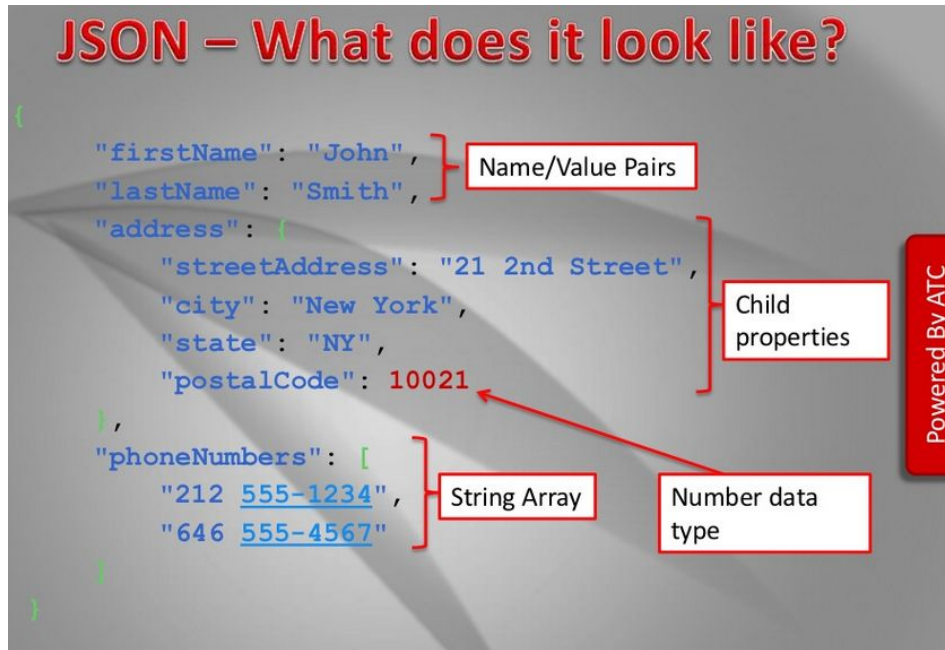 JSON – What does it look like?
{
"firstName": "John",
"lastName": "Smith",
Name/Value Pairs
"address": {
"streetAddress": "21 2nd Street",
"city": "New York",
"state": "NY",
"postalCode": 10021
Child
properties
},
"phoneNumbers": [
"212 555-1234",
"646 555-4567"
String Array
Number data
type
]
}
Powered By ATC